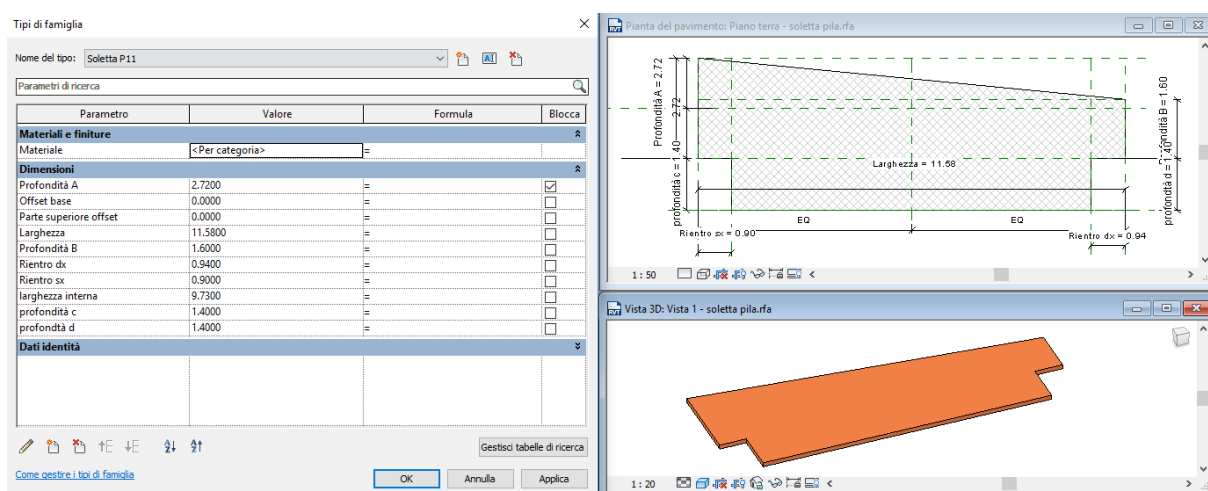 Tipi di famiglia
Nome del tipo: Soletta P11
Parametri di ricerca
Parametro Valore Formula Blocca
Materiali e finiture
Materiale <Per categoria> =
Dimensioni
Profondità A 2.7200 =
Offset base 0.0000 =
Parte superiore offset 0.0000 =
Larghezza 11.5800 =
Profondità B 1.6000 =
Rientro dx 0.9400 =
Rientro sx 0.9000 =
larghezza interna 9.7300 =
profondità c 1.4000 =
profondtà d 1.4000 =
Dati identità
Gestisci tabelle di ricerca
Come gestire i tipi di famiglia
OK Annulla Applica
Pianta del pavimento: Piano terra - soletta pila.rfa
Profondità A = 2.72
2.72
profondità c = 1.40
Larghezza = 11.58
Profondità B = 1.60
profondtà d = 1.40
EQ EQ
Rientro sx = 0.90
Rientro dx = 0.94
1 : 50
Vista 3D: Vista 1 - soletta pila.rfa
1 : 20